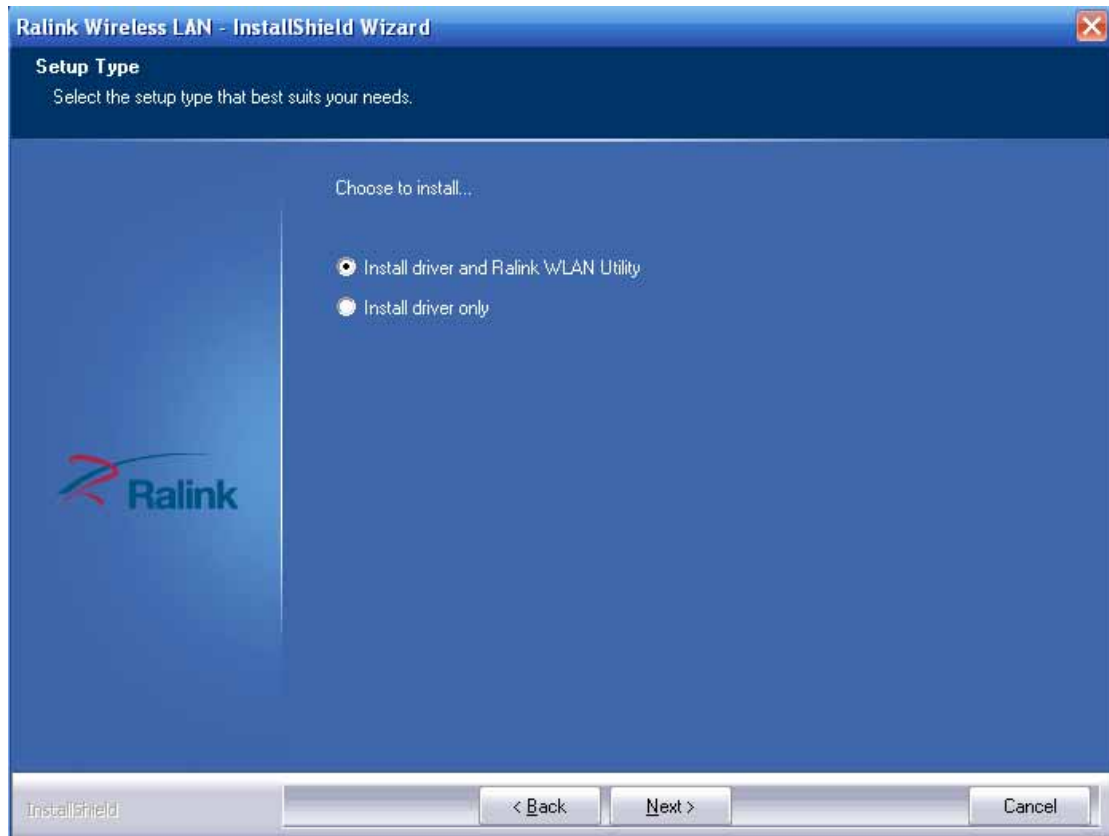 Ralink Wireless LAN - InstallShield Wizard
Setup Type
Select the setup type that best suits your needs.
Choose to install...
Install driver and Ralink WLAN Utility
Install driver only
Ralink
InstallShield
< Back
Next >
Cancel